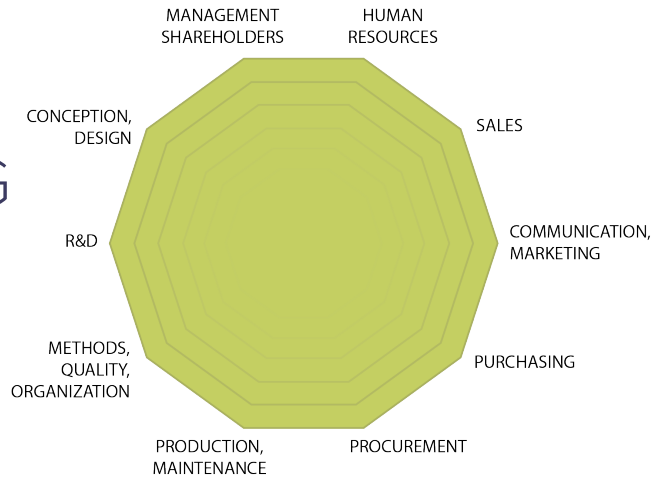 MANAGEMENT
SHAREHOLDERS
HUMAN
RESOURCES
CONCEPTION,
DESIGN
SALES
R&D
COMMUNICATION,
MARKETING
METHODS,
QUALITY,
ORGANIZATION
PURCHASING
PRODUCTION,
MAINTENANCE
PROCUREMENT